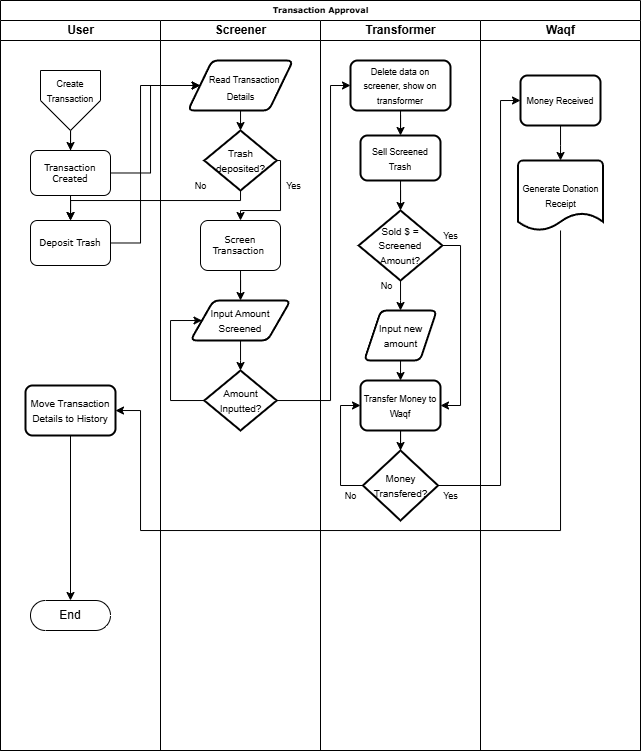 Transaction Approval
User
Screener
Transformer
Waqf
Create
Transaction
Transaction
Created
Deposit Trash
Move Transaction
Details to History
End
Read Transaction
Details
Trash
deposited?
No
Yes
Screen
Transaction
Input Amount
Screened
Amount
Inputted?
Delete data on
screener, show on
transformer
Sell Screened
Trash
Sold $ =
Screened
Amount?
Yes
No
Input new
amount
Transfer Money to
Waqf
Money
Transfered?
No
Yes
Money Received
Generate Donation
Receipt